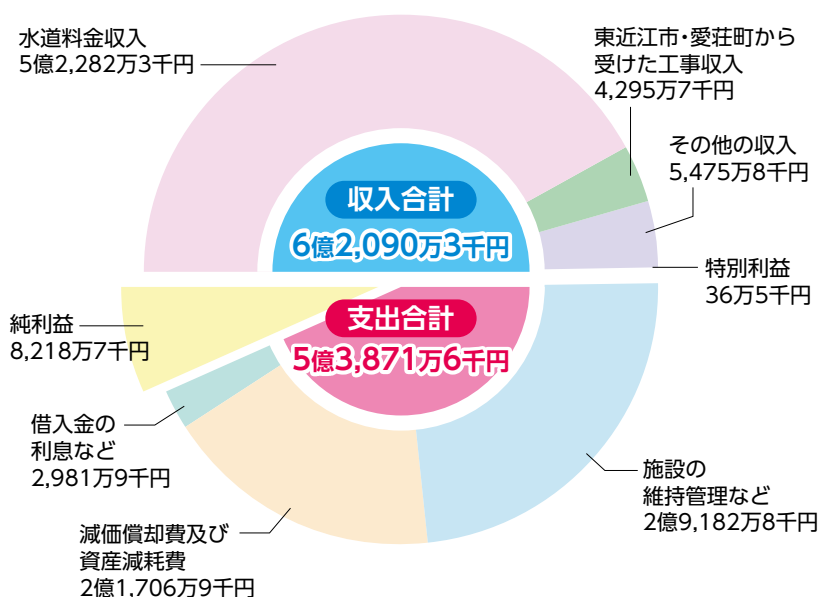 水道料金収入
5億2,282万3千円
東近江市・愛荘町から
受けた工事収入
4,295万7千円
その他の収入
5,475万8千円
特別利益
36万5千円
収入合計
6億2,090万3千円
支出合計
5億3,871万6千円
純利益
8,218万7千円
借入金の
利息など
2,981万9千円
減価償却費及び
資産減耗費
2億1,706万9千円
施設の
維持管理など
2億9,182万8千円